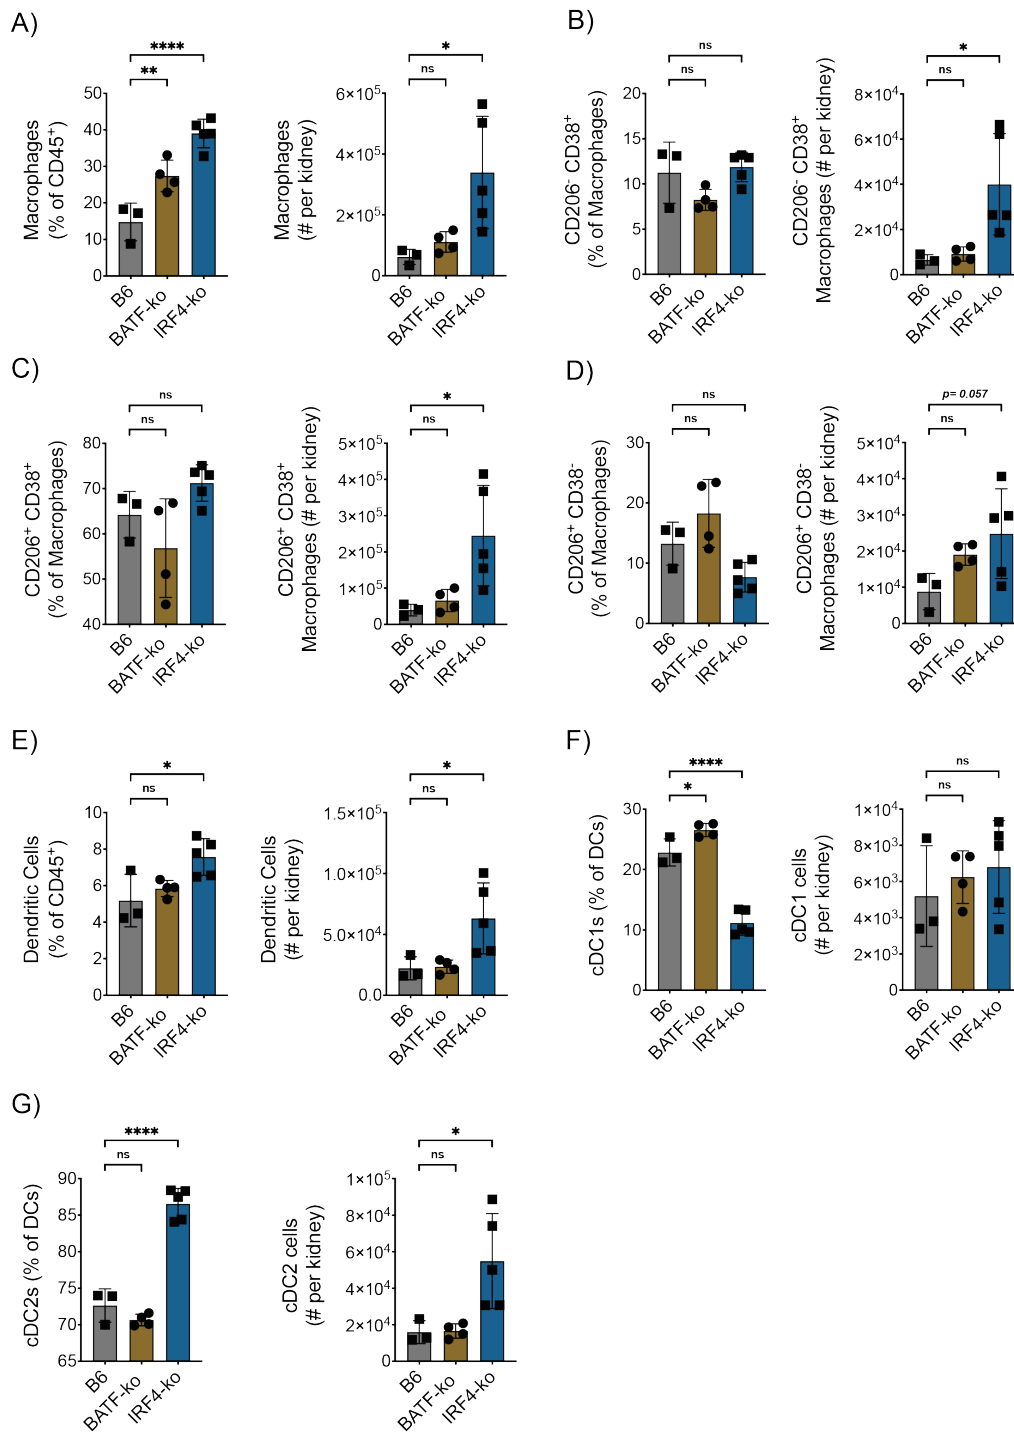 A)
****
**
Macrophages
(% of CD45⁺)
50
40
30
20
10
0
B6
BATF-ko
IRF4-ko
*
ns
Macrophages
(# per kidney)
6×10⁵
4×10⁵
2×10⁵
0
B6
BATF-ko
IRF4-ko
B)
ns
ns
CD206⁻ CD38⁺
(% of Macrophages)
20
15
10
5
0
B6
BATF-ko
IRF4-ko
*
ns
CD206⁻ CD38⁺
Macrophages (# per kidney)
8×10⁴
6×10⁴
4×10⁴
2×10⁴
0
B6
BATF-ko
IRF4-ko
C)
ns
ns
CD206⁺ CD38⁺
(% of Macrophages)
80
70
60
50
40
B6
BATF-ko
IRF4-ko
*
ns
CD206⁺ CD38⁺
Macrophages (# per kidney)
5×10⁵
4×10⁵
3×10⁵
2×10⁵
1×10⁵
0
B6
BATF-ko
IRF4-ko
D)
ns
ns
CD206⁺ CD38⁻
(% of Macrophages)
30
20
10
0
B6
BATF-ko
IRF4-ko
p= 0.057
ns
CD206⁺ CD38⁻
Macrophages (# per kidney)
5×10⁴
4×10⁴
3×10⁴
2×10⁴
1×10⁴
0
B6
BATF-ko
IRF4-ko
E)
*
ns
Dendritic Cells
(% of CD45⁺)
10
8
6
4
2
0
B6
BATF-ko
IRF4-ko
*
ns
Dendritic Cells
(# per kidney)
1.5×10⁵
1.0×10⁵
5.0×10⁴
0.0
B6
BATF-ko
IRF4-ko
F)
****
*
cDC1s (% of DCs)
30
20
10
0
B6
BATF-ko
IRF4-ko
ns
ns
cDC1 cells
(# per kidney)
1×10⁴
8×10³
6×10³
4×10³
2×10³
0
B6
BATF-ko
IRF4-ko
G)
****
ns
cDC2s (% of DCs)
90
85
75
70
65
B6
BATF-ko
IRF4-ko
*
ns
cDC2 cells
(# per kidney)
1×10⁵
8×10⁴
6×10⁴
4×10⁴
2×10⁴
0
B6
BATF-ko
IRF4-ko